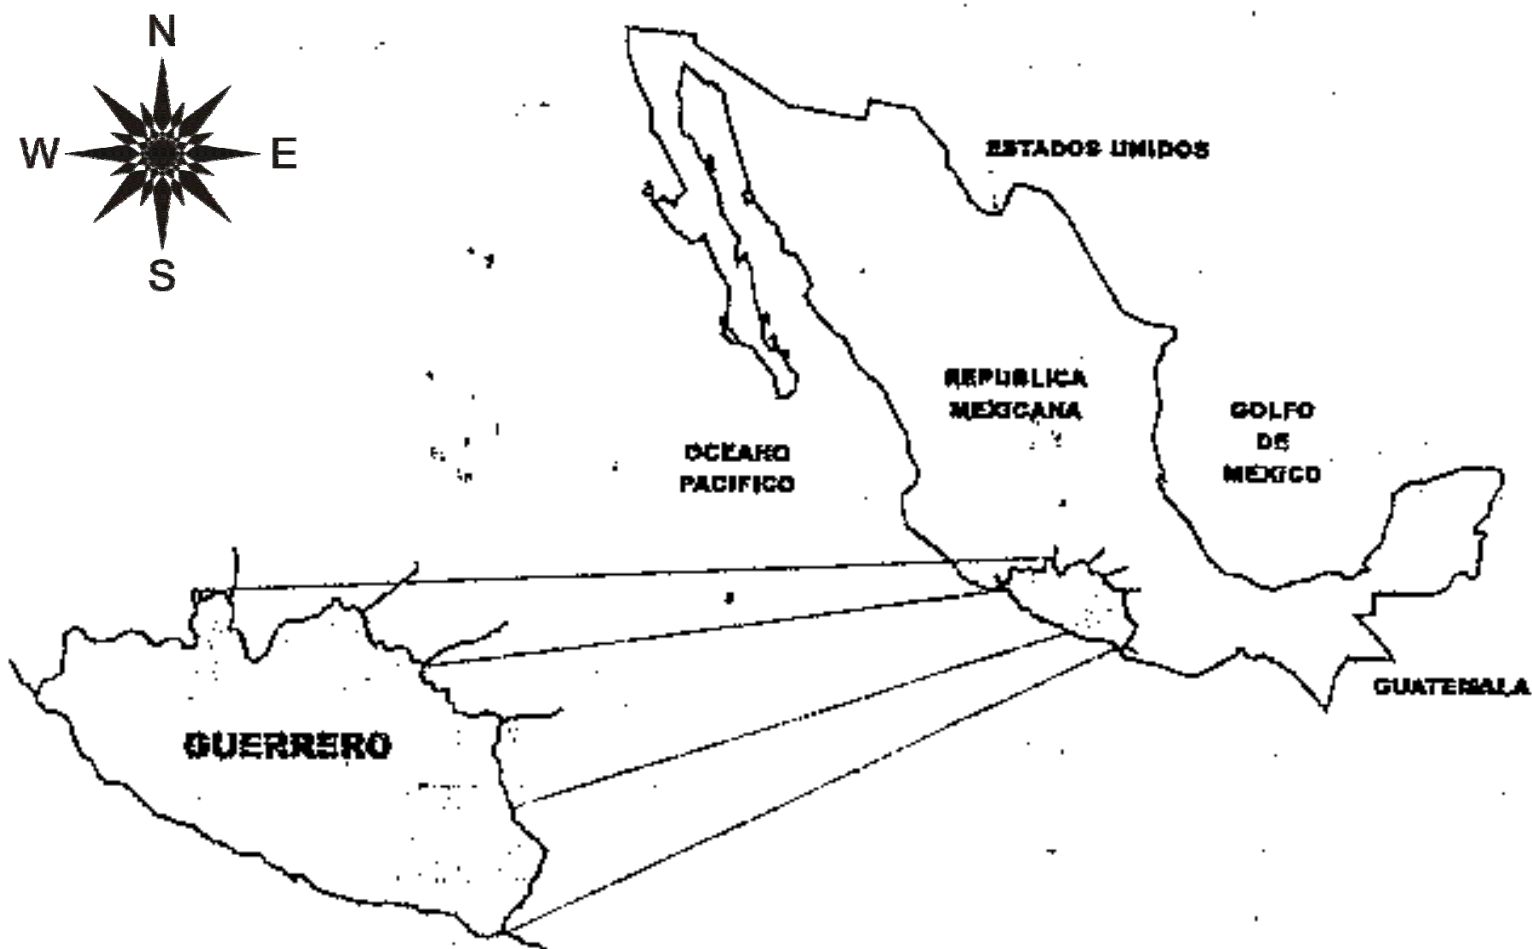 N
W E
S
ESTADOS UNIDOS
REPUBLICA
MEXICANA
GOLFO
DE
MEXICO
OCEANO
PACIFICO
GUATEMALA
GUERRERO